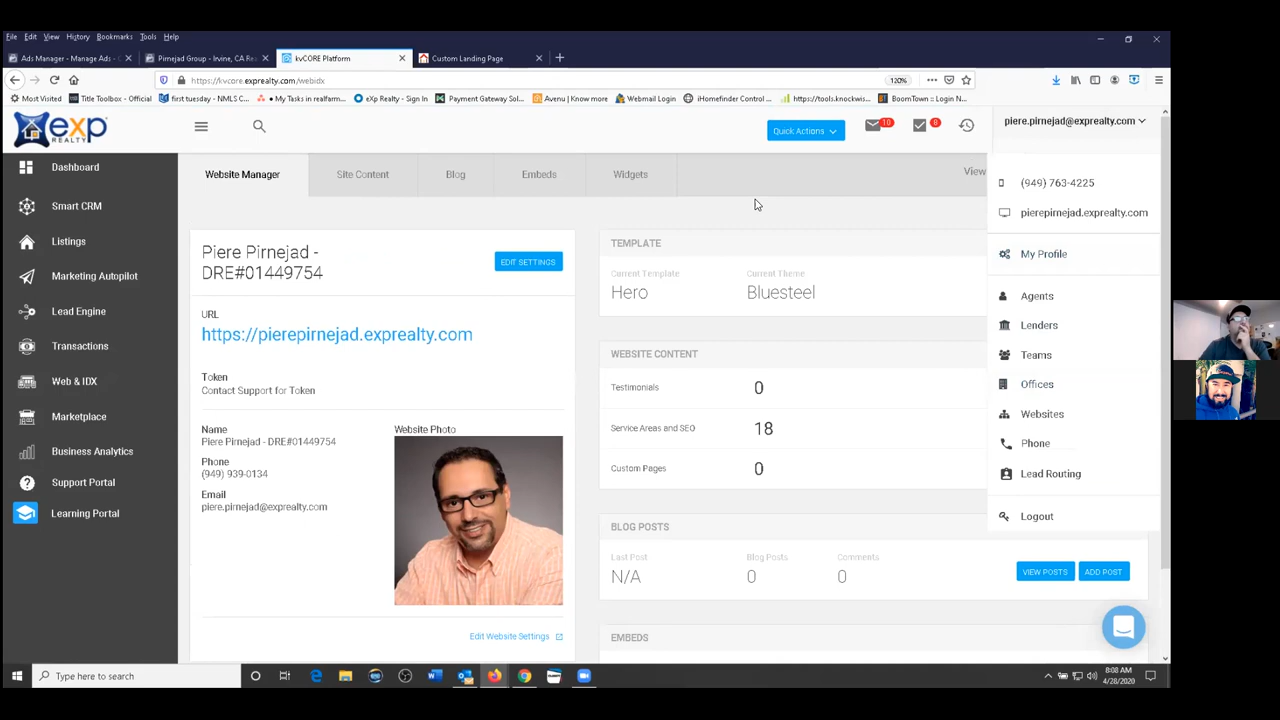 File Edit View History Bookmarks Tools Help
Ads Manager - Manage Ads - C
Pirnejad Group - Irvine, CA Re
kvCORE Platform
Custom Landing Page
https://kvcore.exprealty.com/webidx
120%
Most Visited
Title Toolbox - Official
first tuesday - NMLS C...
My Tasks in realfarm...
eXp Realty - Sign In
Payment Gateway Sol...
Avenu | Know more
Webmail Login
iHomefinder Control ...
https://tools.knockwis...
BoomTown :: Login N...
exp
REALTY
Quick Actions
10
8
piere.pirnejad@exprealty.com
Dashboard
Smart CRM
Listings
Marketing Autopilot
Lead Engine
Transactions
Web & IDX
Marketplace
Business Analytics
Support Portal
Learning Portal
Website Manager
Site Content
Blog
Embeds
Widgets
View
Piere Pirnejad -
DRE#01449754
EDIT SETTINGS
URL
https://pierepirnejad.exprealty.com
Token
Contact Support for Token
Name
Piere Pirnejad - DRE#01449754
Phone
(949) 939-0134
Email
piere.pirnejad@exprealty.com
Website Photo
Edit Website Settings
TEMPLATE
Current Template
Current Theme
Hero
Bluesteel
WEBSITE CONTENT
Testimonials 0
Service Areas and SEO 18
Custom Pages 0
BLOG POSTS
Last Post
Blog Posts
Comments
N/A
0
0
VIEW POSTS
ADD POST
EMBEDS
(949) 763-4225
pierepirnejad.exprealty.com
My Profile
Agents
Lenders
Teams
Offices
Websites
Phone
Lead Routing
Logout
Type here to search
8:08 AM
4/28/2020